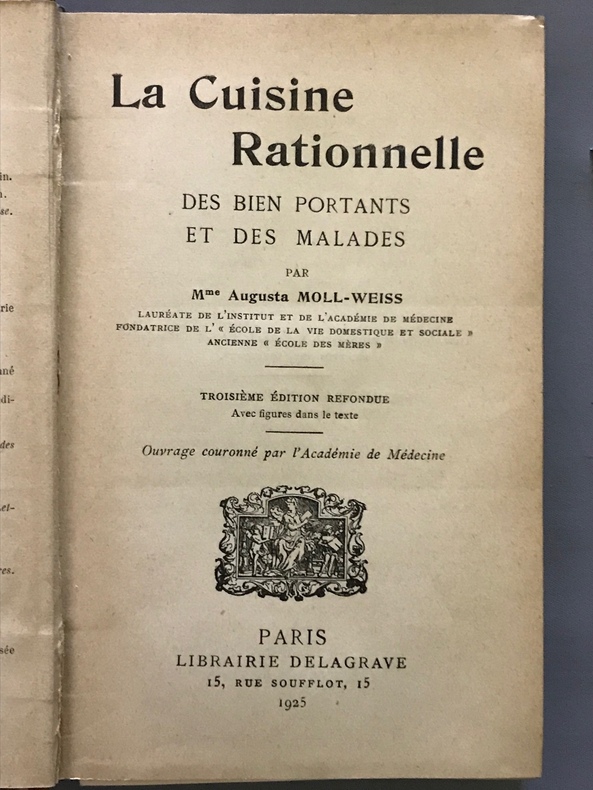 La Cuisine
Rationnelle
DES BIEN PORTANTS
ET DES MALADES
PAR
Mme Augusta MOLL-WEISS
LAURÉATE DE L'INSTITUT ET DE L'ACADÉMIE DE MÉDECINE
FONDATRICE DE L' « ÉCOLE DE LA VIE DOMESTIQUE ET SOCIALE »
ANCIENNE « ÉCOLE DES MÈRES »
TROISIÈME ÉDITION REFONDUE
Avec figures dans le texte
Ouvrage couronné par l'Académie de Médecine
PARIS
LIBRAIRIE DELAGRAVE
15, RUE SOUFFLOT, 15
1925